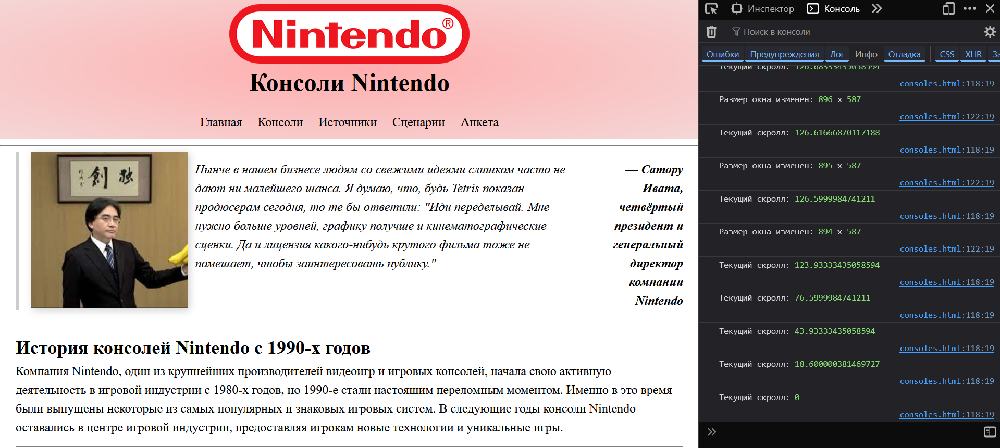 Nintendo®
Консоли Nintendo
Главная Консоли Источники Сценарии Анкета
Нынче в нашем бизнесе людям со свежими идеями слишком часто не
дают ни малейшего шанса. Я думаю, что, будь Tetris показан
продюсерам сегодня, то те бы ответили: "Иди переделывай. Мне
нужно больше уровней, графику получше и кинематографические
сценки. Да и лицензия какого-нибудь крутого фильма тоже не
помешает, чтобы заинтересовать публику."
— Сатору
Ивата,
четвёртый
президент и
генеральный
директор
компании
Nintendo
История консолей Nintendo с 1990-х годов
Компания Nintendo, один из крупнейших производителей видеоигр и игровых консолей, начала свою активную
деятельность в игровой индустрии с 1980-х годов, но 1990-е стали настоящим переломным моментом. Именно в это время
были выпущены некоторые из самых популярных и знаковых игровых систем. В следующие годы консоли Nintendo
оставались в центре игровой индустрии, предоставляя игрокам новые технологии и уникальные игры.
Инспектор Консоль
Поиск в консоли
Ошибки Предупреждения Лог Инфо Отладка CSS XHR За
Текущий скролл: 126.68333435058594
consoles.html:118:19
Размер окна изменен: 896 x 587
consoles.html:122:19
Текущий скролл: 126.61666870117188
consoles.html:118:19
Размер окна изменен: 895 x 587
consoles.html:122:19
Текущий скролл: 126.5999984741211
consoles.html:118:19
Размер окна изменен: 894 x 587
consoles.html:122:19
Текущий скролл: 123.93333435058594
consoles.html:118:19
Текущий скролл: 76.5999984741211
consoles.html:118:19
Текущий скролл: 43.93333435058594
consoles.html:118:19
Текущий скролл: 18.600000381469727
consoles.html:118:19
Текущий скролл: 0
consoles.html:118:19